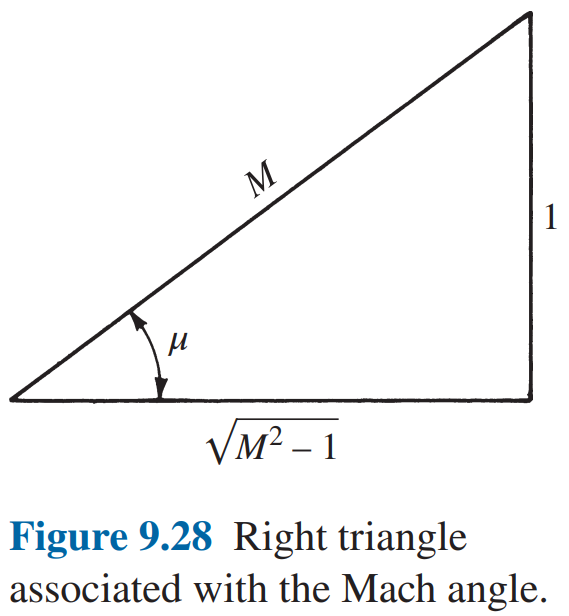 M
1
μ
√M² – 1
Figure 9.28 Right triangle
associated with the Mach angle.